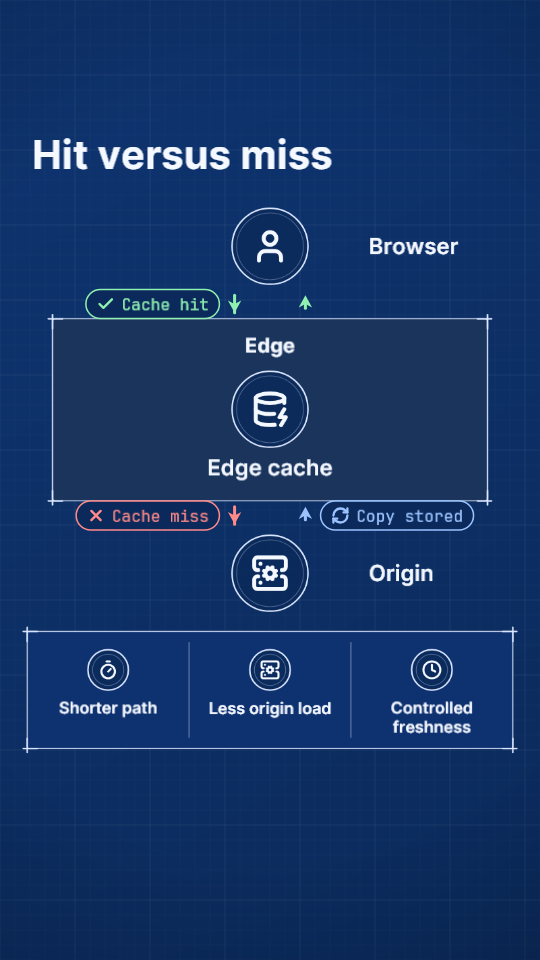 Hit versus miss
Browser
Cache hit
Edge
Edge cache
Cache miss
Copy stored
Origin
Shorter path
Less origin load
Controlled
freshness